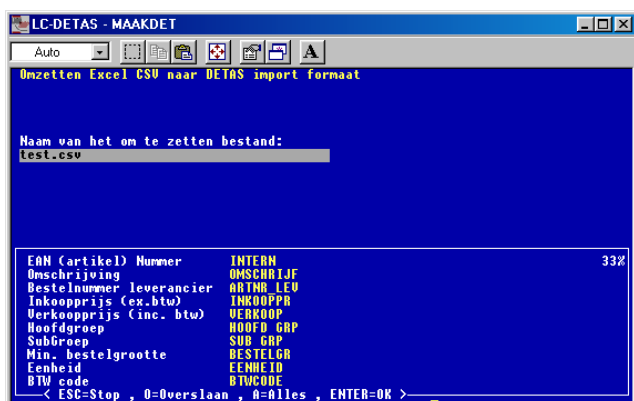 LC-DETAS - MAAKDET
Auto A
Omzetten Excel CSV naar DETAS import formaat
Naam van het om te zetten bestand:
test.csv
EAN (artikel) Nummer INTERN 33%
Omschrijving OMSCHRIJF
Bestelnummer leverancier ARTNR_LEV
Inkoopprijs (ex.btw) INKOOPPR
Verkoopprijs (inc. btw) VERKOOP
Hoofdgroep HOOFD GRP
SubGroep SUB GRP
Min. bestelgrootte BESTELGR
Eenheid EENHEID
BTW code BTWCODE
< ESC=Stop , O=Overslaan , A=Alles , ENTER=OK >